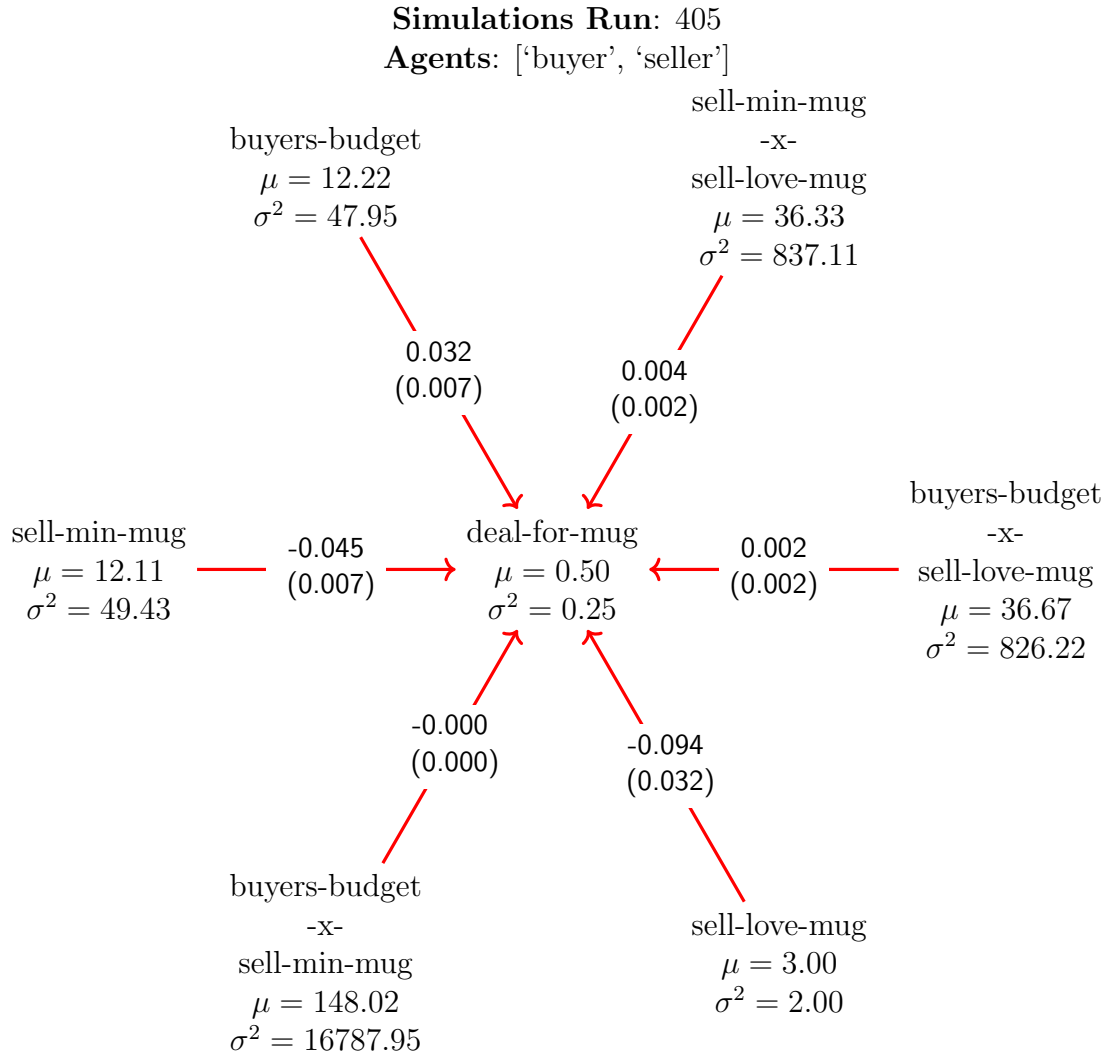 Simulations Run: 405
Agents: [‘buyer’, ‘seller’]
buyers-budget
μ = 12.22
σ² = 47.95
sell-min-mug
-x-
sell-love-mug
μ = 36.33
σ² = 837.11
0.032
(0.007)
0.004
(0.002)
sell-min-mug
μ = 12.11
σ² = 49.43
-0.045
(0.007)
deal-for-mug
μ = 0.50
σ² = 0.25
0.002
(0.002)
buyers-budget
-x-
sell-love-mug
μ = 36.67
σ² = 826.22
-0.000
(0.000)
-0.094
(0.032)
buyers-budget
-x-
sell-min-mug
μ = 148.02
σ² = 16787.95
sell-love-mug
μ = 3.00
σ² = 2.00